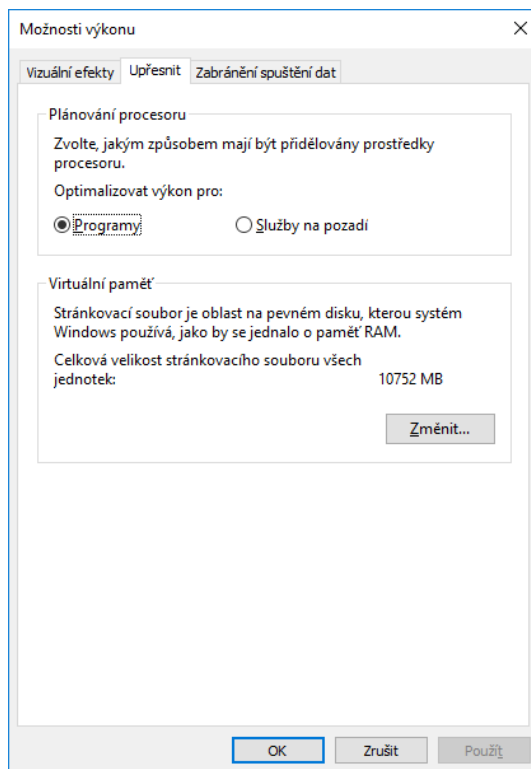 Možnosti výkonu
Vizuální efekty Upřesnit Zabránění spuštění dat
Plánování procesoru
Zvolte, jakým způsobem mají být přidělovány prostředky
procesoru.
Optimalizovat výkon pro:
Programy Služby na pozadí
Virtuální paměť
Stránkovací soubor je oblast na pevném disku, kterou systém
Windows používá, jako by se jednalo o paměť RAM.
Celková velikost stránkovacího souboru všech
jednotek: 10752 MB
Změnit...
OK Zrušit Použít